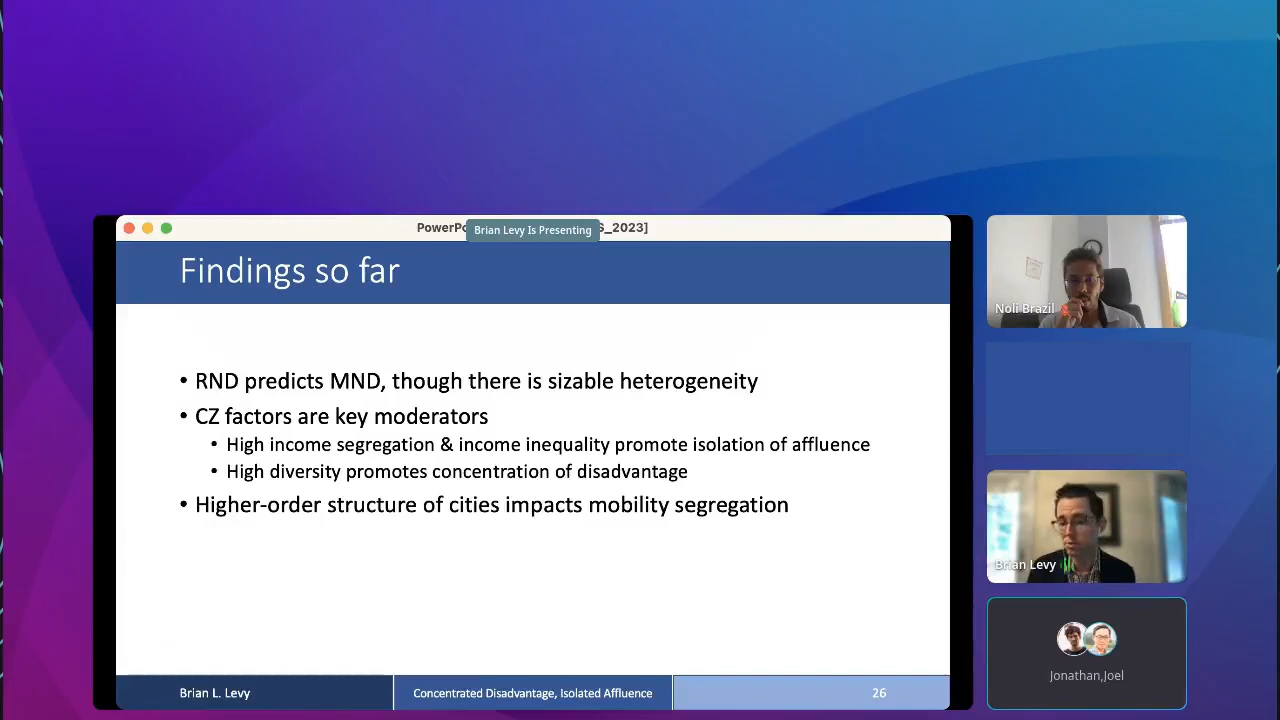 PowerPo
Brian Levy Is Presenting
S_2023]
Findings so far
• RND predicts MND, though there is sizable heterogeneity
• CZ factors are key moderators
• High income segregation & income inequality promote isolation of affluence
• High diversity promotes concentration of disadvantage
• Higher-order structure of cities impacts mobility segregation
Brian L. Levy
Concentrated Disadvantage, Isolated Affluence
26
Noli Brazil
Brian Levy
Jonathan,Joel